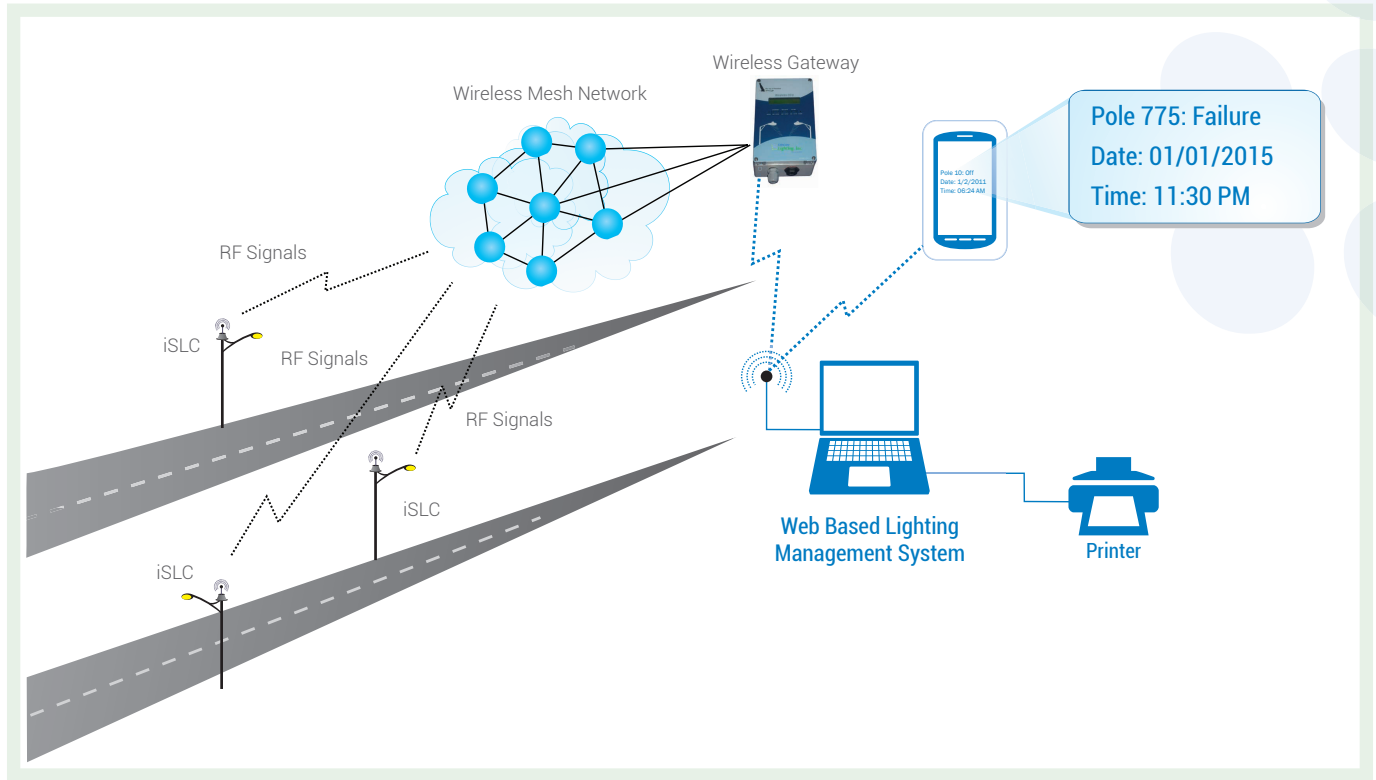 Wireless Gateway
Wireless Mesh Network
Pole 775: Failure
Date: 01/01/2015
Time: 11:30 PM
Pole 10: Off
Date: 1/2/2011
Time: 06:24 AM
RF Signals
iSLC
RF Signals
RF Signals
iSLC
iSLC
Web Based Lighting
Management System
Printer